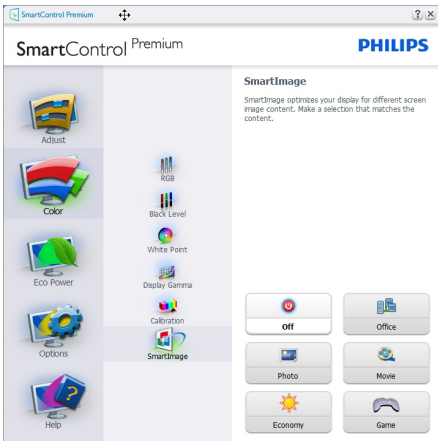 SmartControl Premium
SmartControl Premium
PHILIPS
Adjust
Color
Eco Power
Options
Help
RGB
Black Level
White Point
Display Gamma
Calibration
SmartImage
SmartImage
SmartImage optimizes your display for different screen
image content. Make a selection that matches the
content.
Off
Office
Photo
Movie
Economy
Game